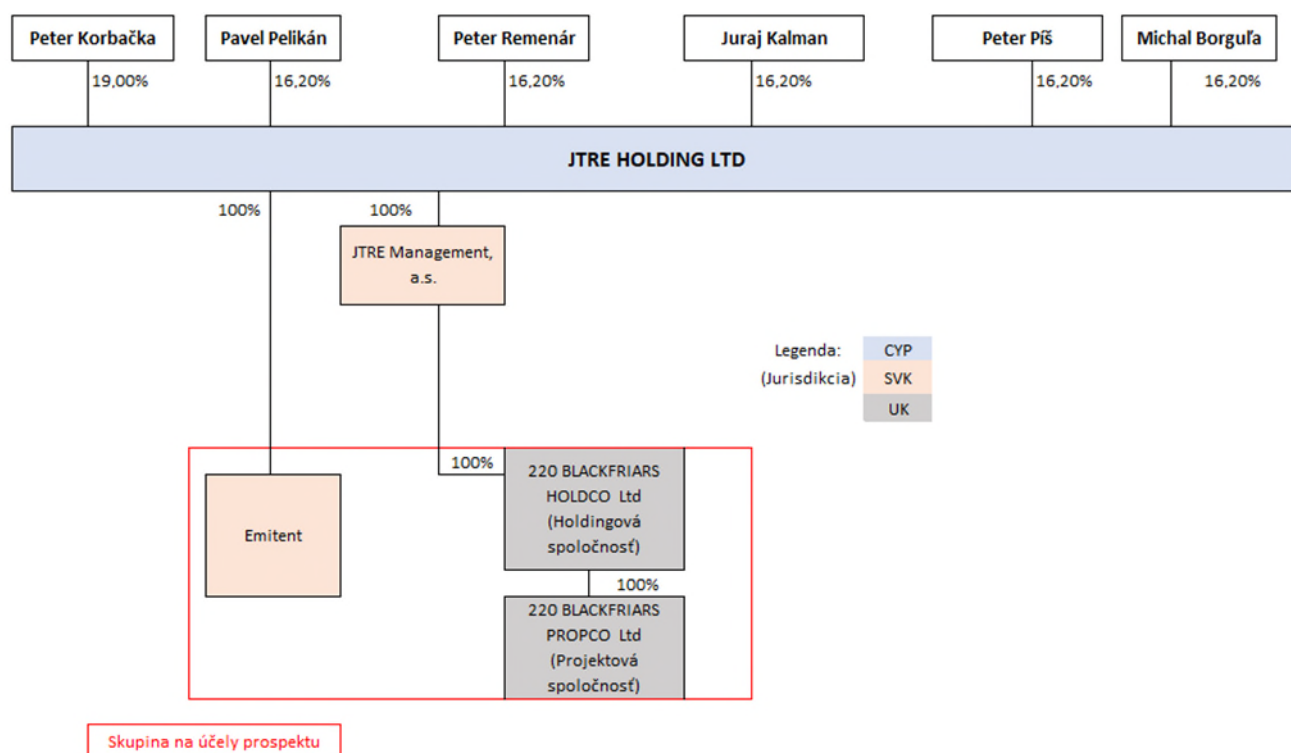 Peter Korbačka
Pavel Pelikán
Peter Remenár
Juraj Kalman
Peter Píš
Michal Borguľa
19,00%
16,20%
16,20%
16,20%
16,20%
16,20%
JTRE HOLDING LTD
100%
100%
JTRE Management,
a.s.
Legenda:
(Jurisdikcia)
CYP
SVK
UK
100%
Emitent
220 BLACKFRIARS
HOLDCO Ltd
(Holdingová
spoločnosť)
100%
220 BLACKFRIARS
PROPCO Ltd
(Projektová
spoločnosť)
Skupina na účely prospektu